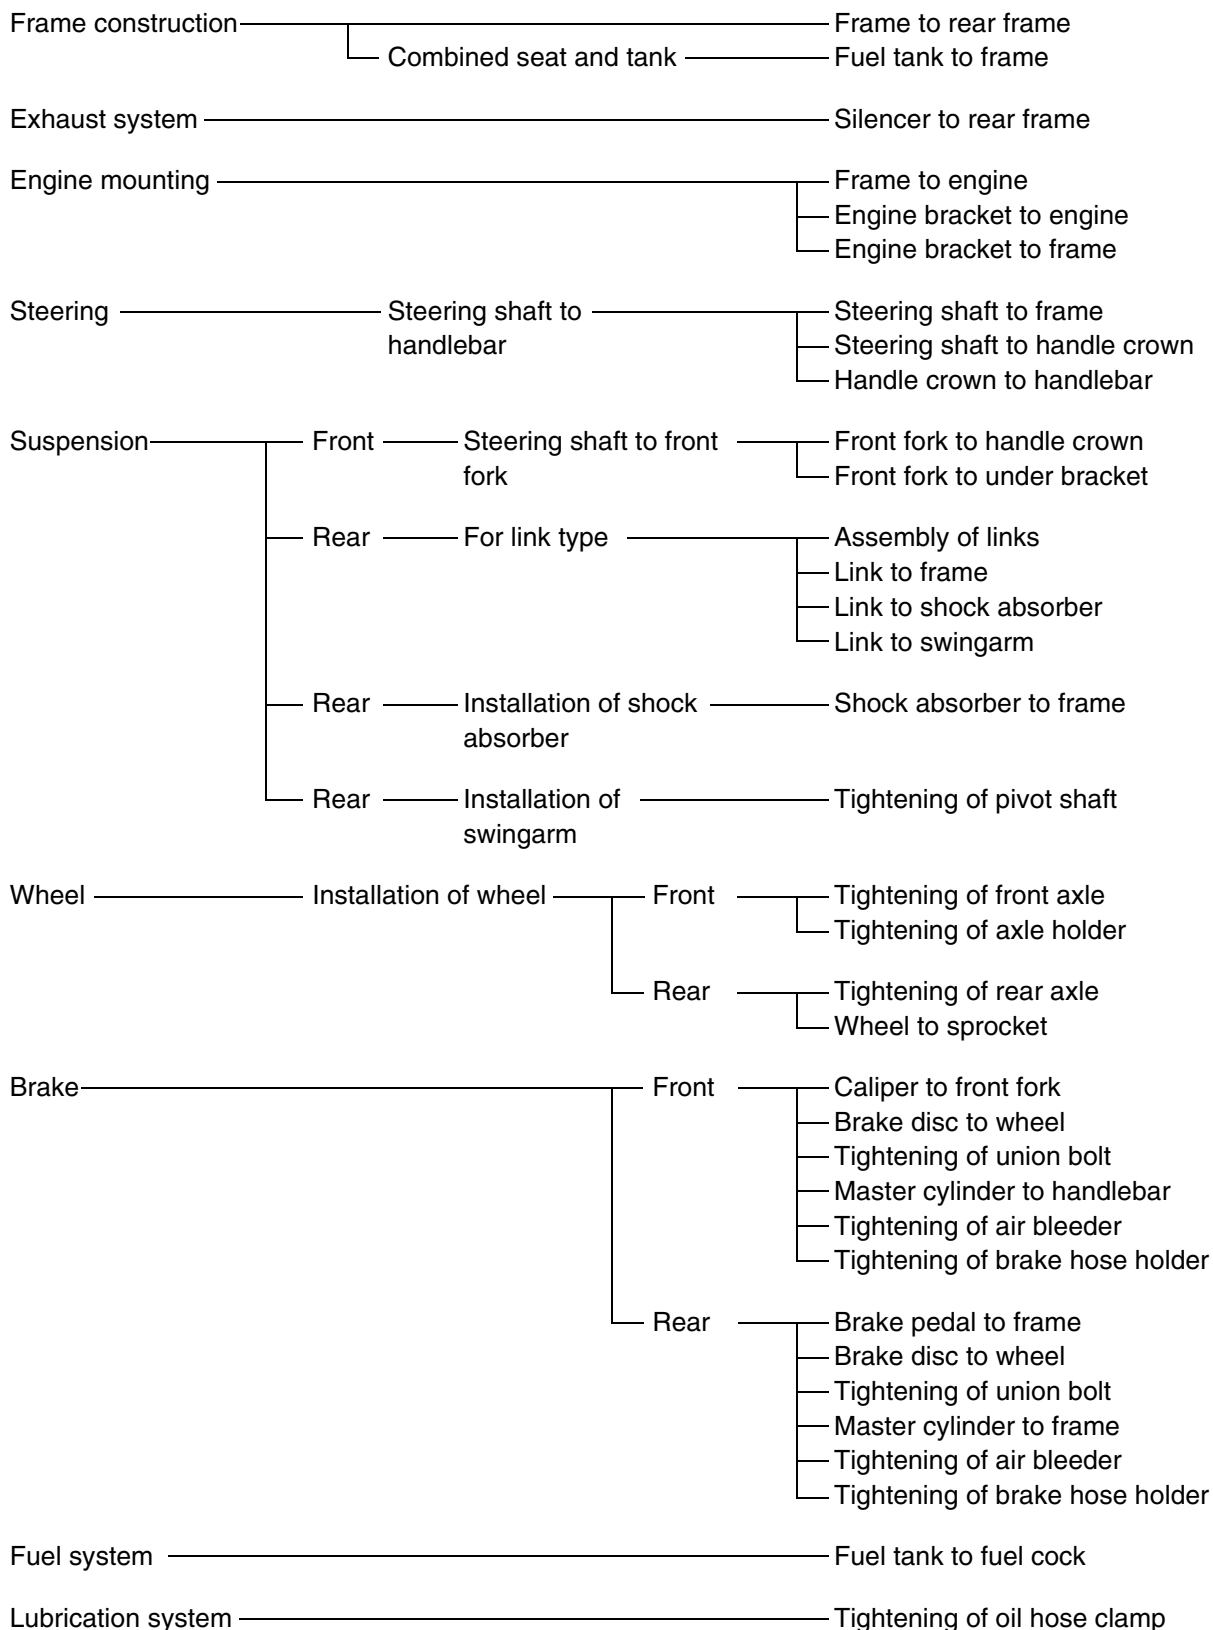 Frame construction Frame to rear frame
Combined seat and tank Fuel tank to frame
Exhaust system Silencer to rear frame
Engine mounting Frame to engine
Engine bracket to engine
Engine bracket to frame
Steering Steering shaft to handlebar Steering shaft to frame
Steering shaft to handle crown
Handle crown to handlebar
Suspension Front Steering shaft to front fork Front fork to handle crown
Front fork to under bracket
Rear For link type Assembly of links
Link to frame
Link to shock absorber
Link to swingarm
Rear Installation of shock absorber Shock absorber to frame
Rear Installation of swingarm Tightening of pivot shaft
Wheel Installation of wheel Front Tightening of front axle
Tightening of axle holder
Rear Tightening of rear axle
Wheel to sprocket
Brake Front Caliper to front fork
Brake disc to wheel
Tightening of union bolt
Master cylinder to handlebar
Tightening of air bleeder
Tightening of brake hose holder
Rear Brake pedal to frame
Brake disc to wheel
Tightening of union bolt
Master cylinder to frame
Tightening of air bleeder
Tightening of brake hose holder
Fuel system Fuel tank to fuel cock
Lubrication system Tightening of oil hose clamp